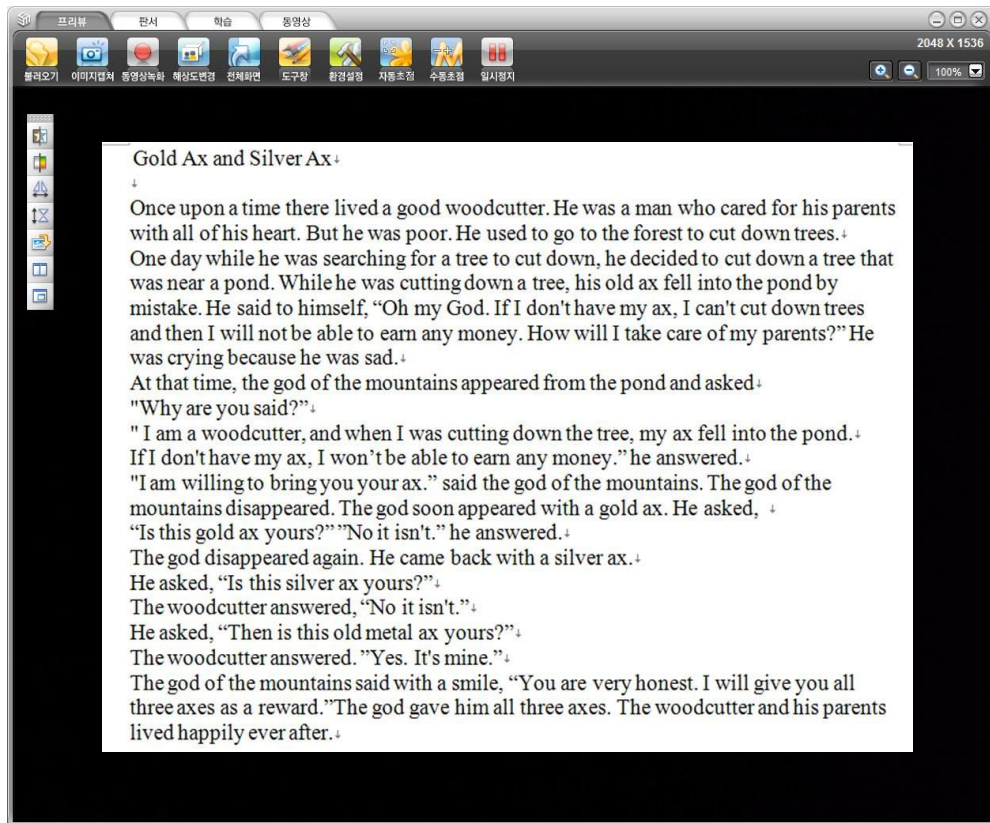 프리뷰 판서 학습 동영상
2048 X 1536
불러오기 이미지캡쳐 동영상녹화 해상도변경 전체화면 도구창 환경설정 자동초점 수동초점 일시정지
100%
Gold Ax and Silver Ax↓
↓
Once upon a time there lived a good woodcutter. He was a man who cared for his parents
with all of his heart. But he was poor. He used to go to the forest to cut down trees.↓
One day while he was searching for a tree to cut down, he decided to cut down a tree that
was near a pond. While he was cutting down a tree, his old ax fell into the pond by
mistake. He said to himself, “Oh my God. If I don't have my ax, I can't cut down trees
and then I will not be able to earn any money. How will I take care of my parents?” He
was crying because he was sad.↓
At that time, the god of the mountains appeared from the pond and asked↓
"Why are you said?”↓
" I am a woodcutter, and when I was cutting down the tree, my ax fell into the pond.↓
If I don't have my ax, I won’t be able to earn any money.” he answered.↓
"I am willing to bring you your ax.” said the god of the mountains. The god of the
mountains disappeared. The god soon appeared with a gold ax. He asked, ↓
“Is this gold ax yours?” ”No it isn't.” he answered.↓
The god disappeared again. He came back with a silver ax.↓
He asked, “Is this silver ax yours?”↓
The woodcutter answered, “No it isn't.”↓
He asked, “Then is this old metal ax yours?”↓
The woodcutter answered. ”Yes. It's mine.”↓
The god of the mountains said with a smile, “You are very honest. I will give you all
three axes as a reward.”The god gave him all three axes. The woodcutter and his parents
lived happily ever after.↓